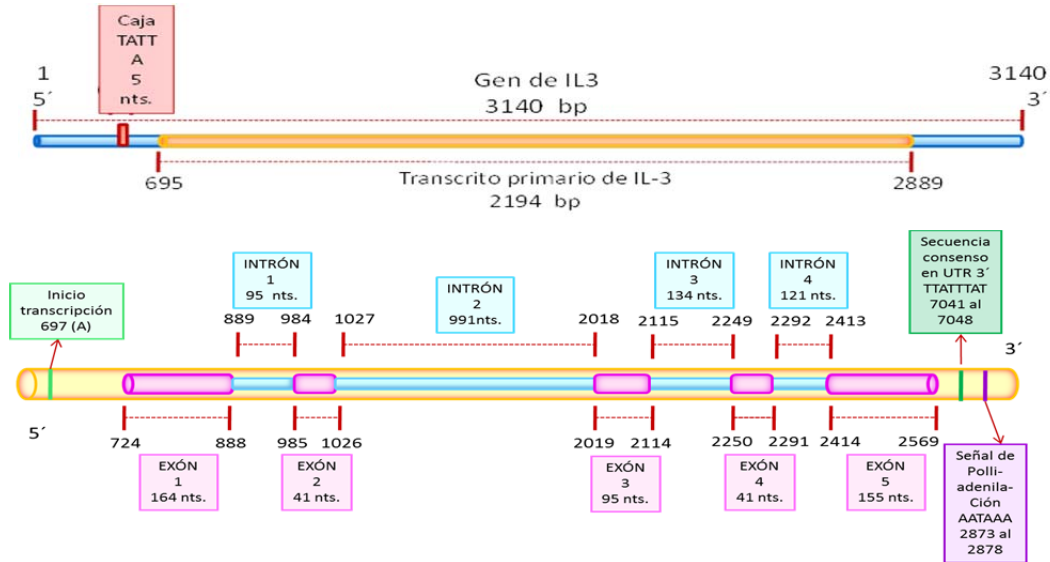 Caja
TATT
A
5
nts.
1
5´
Gen de IL3
3140 bp
3140
3´
695
Transcrito primario de IL-3
2194 bp
2889
Inicio
transcripción
697 (A)
INTRÓN
1
95 nts.
INTRÓN
2
991nts.
INTRÓN
3
134 nts.
INTRÓN
4
121 nts.
Secuencia
consenso
en UTR 3´
TTATTTAT
7041 al
7048
889
984
1027
2018
2115
2249
2292
2413
3´
5´
724
888
985
1026
2019
2114
2250
2291
2414
2569
EXÓN
1
164 nts.
EXÓN
2
41 nts.
EXÓN
3
95 nts.
EXÓN
4
41 nts.
EXÓN
5
155 nts.
Señal de
Polli-
adenila-
Ción
AATAAA
2873 al
2878